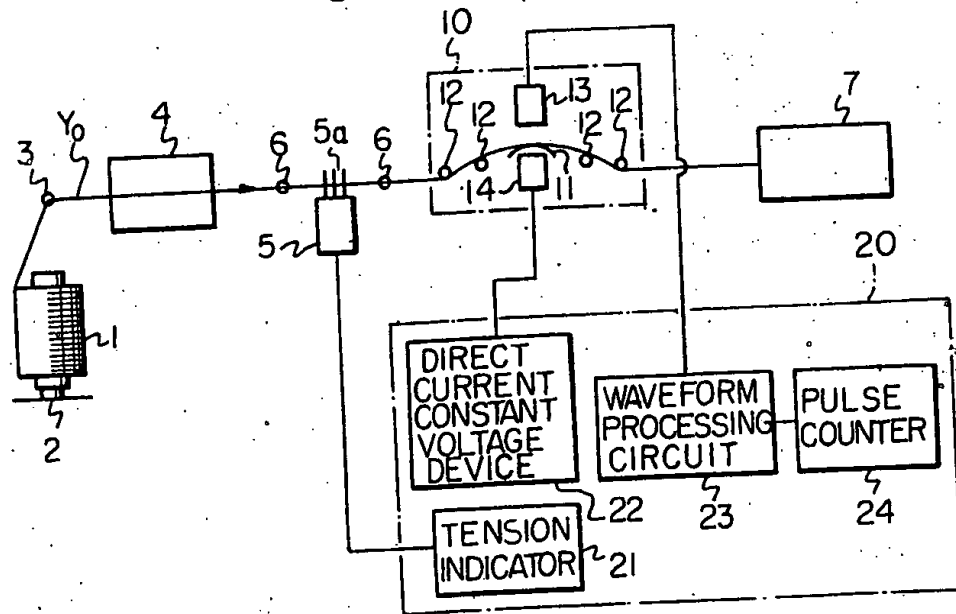 10
7
12
13
12
12
12
4
5a
6
6
Y0
3
14
11
5
20
1
2
DIRECT
CURRENT
CONSTANT
VOLTAGE
DEVICE
WAVEFORM
PROCESSING
CIRCUIT
PULSE
COUNTER
22
23
24
TENSION
INDICATOR
21